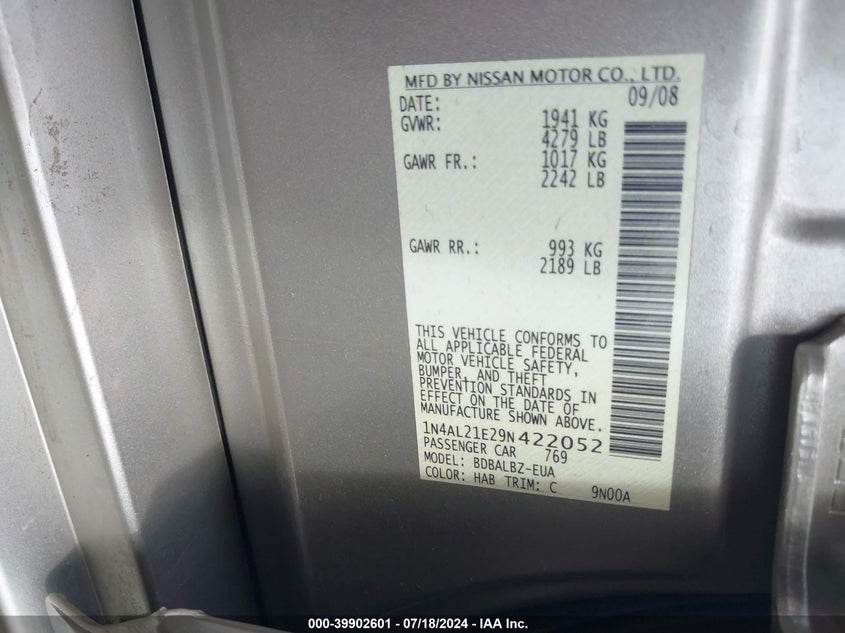 MFD BY NISSAN MOTOR CO., LTD.
DATE: 09/08
GVWR: 1941 KG
4279 LB
GAWR FR.: 1017 KG
2242 LB
GAWR RR.: 993 KG
2189 LB
THIS VEHICLE CONFORMS TO
ALL APPLICABLE FEDERAL
MOTOR VEHICLE SAFETY,
BUMPER, AND THEFT
PREVENTION STANDARDS IN
EFFECT ON THE DATE OF
MANUFACTURE SHOWN ABOVE.
1N4AL21E29N422052
PASSENGER CAR 769
MODEL: BDBALBZ-EUA
COLOR: HAB TRIM: C 9N00A
000-39902601 - 07/18/2024 - IAA Inc.